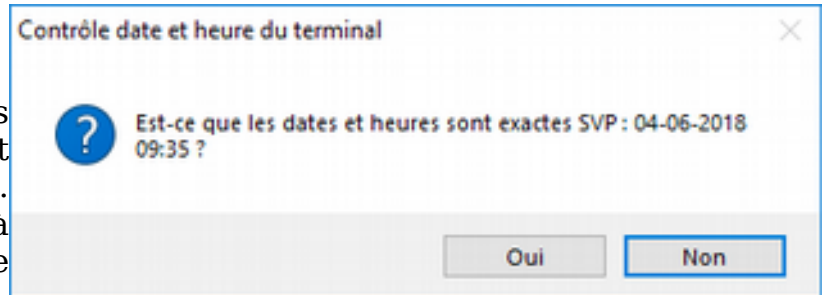 Contrôle date et heure du terminal
Est-ce que les dates et heures sont exactes SVP : 04-06-2018
09:35 ?
s
t
.
à
e
Oui
Non